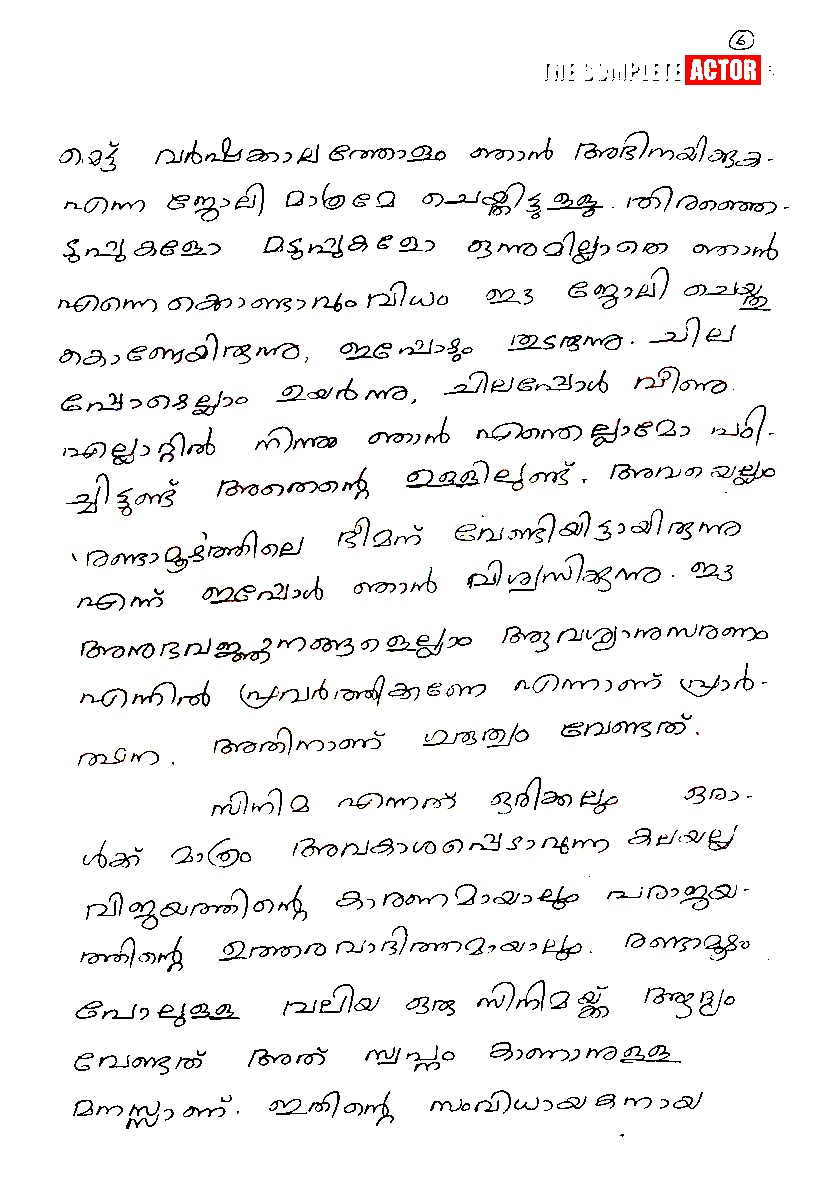 6
THE COMPLETE ACTOR
മെട്ട് വർഷക്കാലത്തോളം ഞാൻ അഭിനയിക്കുക-
എന്ന ജോലി മാത്രമേ ചെയ്തിട്ടുള്ളൂ. തിരഞ്ഞെ-
ടുപ്പുകളോ മടുപ്പുകളോ ഒന്നുമില്ലാതെ ഞാൻ
എന്നെ കൊണ്ടാവും വിധം ഈ ജോലി ചെയ്തു
കൊണ്ടേയിരുന്നു, ഇപ്പോഴും തുടരുന്നു. ചില
പ്പോഴെല്ലാം ഉയർന്നു, ചിലപ്പോൾ വീണു.
എല്ലാറ്റിൽ നിന്നും ഞാൻ എന്തെല്ലാമോ പഠി-
ച്ചിട്ടുണ്ട് അതെന്റെ ഉള്ളിലുണ്ട്. അവയെല്ലാം
'രണ്ടാമൂഴ'ത്തിലെ ഭീമന് വേണ്ടിയിട്ടായിരുന്നു
എന്ന് ഇപ്പോൾ ഞാൻ വിശ്വസിക്കുന്നു. ഈ
അനുഭവജ്ഞാനങ്ങളെല്ലാം ആവശ്യാനുസരണം
എന്നിൽ പ്രവർത്തിക്കണേ എന്നാണ് പ്രാർ-
ത്ഥന. അതിനാണ് ഗുരുത്വം വേണ്ടത്.
സിനിമ എന്നത് ഒരിക്കലും ഒരാ-
ൾക്ക് മാത്രം അവകാശപ്പെടാവുന്ന കലയല്ല
വിജയത്തിന്റെ കാരണമായാലും പരാജയ-
ത്തിന്റെ ഉത്തരവാദിത്തമായാലും. രണ്ടാമൂഴം
പോലുള്ള വലിയ ഒരു സിനിമയ്ക്ക് ആദ്യം
വേണ്ടത് അത് സ്വപ്നം കാണാനുള്ള
മനസ്സാണ്. ഇതിന്റെ സംവിധായകനായ